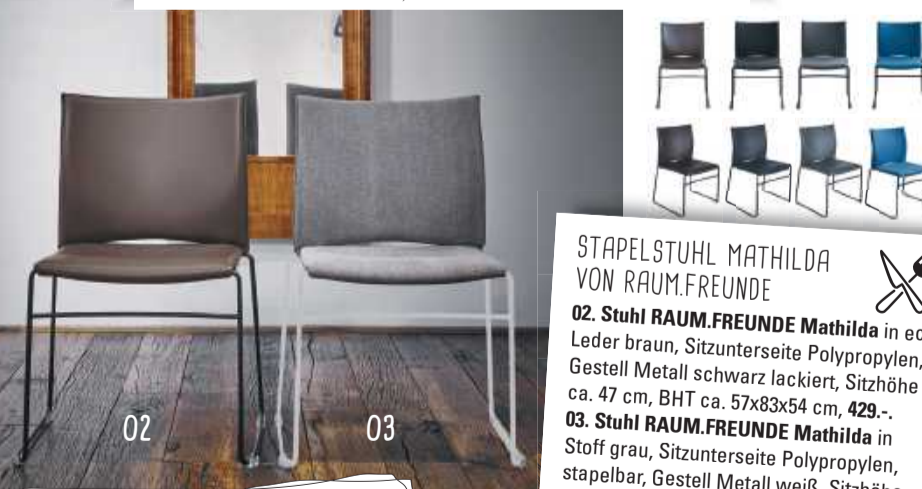 02
03
STAPELSTUHL MATHILDA
VON RAUM.FREUNDE
02. Stuhl RAUM.FREUNDE Mathilda in
Leder braun, Sitzunterseite Polypropylen,
Gestell Metall schwarz lackiert, Sitzhöhe
ca. 47 cm, BHT ca. 57x83x54 cm, 429.-.
03. Stuhl RAUM.FREUNDE Mathilda in
Stoff grau, Sitzunterseite Polypropylen,
stapelbar, Gestell Metall weiß, Sitzhöhe